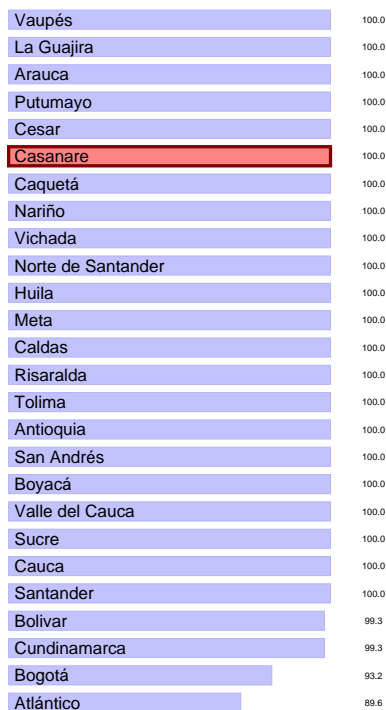 Vaupés 100.0
La Guajira 100.0
Arauca 100.0
Putumayo 100.0
Cesar 100.0
Casanare 100.0
Caquetá 100.0
Nariño 100.0
Vichada 100.0
Norte de Santander 100.0
Huila 100.0
Meta 100.0
Caldas 100.0
Risaralda 100.0
Tolima 100.0
Antioquia 100.0
San Andrés 100.0
Boyacá 100.0
Valle del Cauca 100.0
Sucre 100.0
Cauca 100.0
Santander 100.0
Bolivar 99.3
Cundinamarca 99.3
Bogotá 93.2
Atlántico 89.6